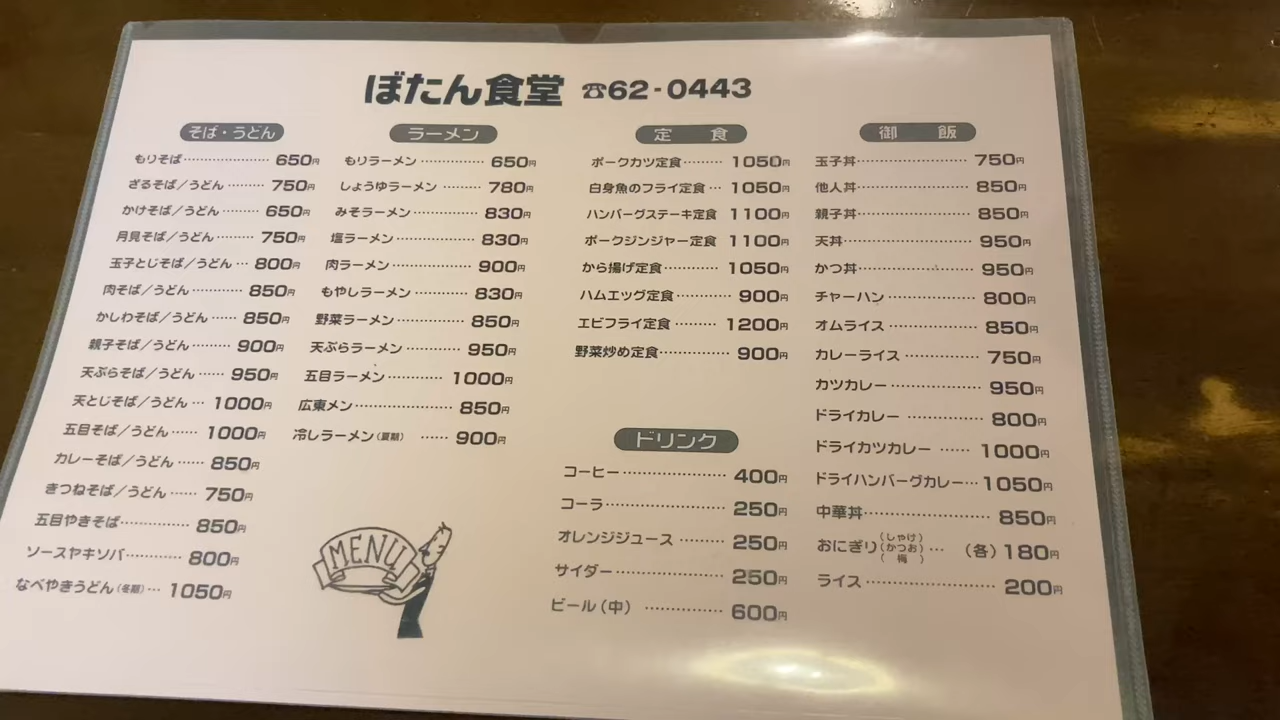 ぼたん食堂 ☎62-0443
そば・うどん
もりそば 650円
ざるそば/うどん 750円
かけそば/うどん 650円
月見そば/うどん 750円
玉子とじそば/うどん 800円
肉そば/うどん 850円
かしわそば/うどん 850円
親子そば/うどん 900円
天ぷらそば/うどん 950円
天とじそば/うどん 1000円
五目そば/うどん 1000円
カレーそば/うどん 850円
きつねそば/うどん 750円
五目やきそば 850円
ソースヤキソバ 800円
なべやきうどん(冬期) 1050円
ラーメン
もりラーメン 650円
しょうゆラーメン 780円
みそラーメン 830円
塩ラーメン 830円
肉ラーメン 900円
もやしラーメン 830円
野菜ラーメン 850円
天ぷらラーメン 950円
五目ラーメン 1000円
広東メン 850円
冷しラーメン(夏期) 900円
MENU
定食
ポークカツ定食 1050円
白身魚のフライ定食 1050円
ハンバーグステーキ定食 1100円
ポークジンジャー定食 1100円
から揚げ定食 1050円
ハムエッグ定食 900円
エビフライ定食 1200円
野菜炒め定食 900円
ドリンク
コーヒー 400円
コーラ 250円
オレンジジュース 250円
サイダー 250円
ビール(中) 600円
御飯
玉子丼 750円
他人丼 850円
親子丼 850円
天丼 950円
かつ丼 950円
チャーハン 800円
オムライス 850円
カレーライス 750円
カツカレー 950円
ドライカレー 800円
ドライカツカレー 1000円
ドライハンバーグカレー 1050円
中華丼 850円
おにぎり(しゃけ)(かつお)(梅) (各)180円
ライス 200円